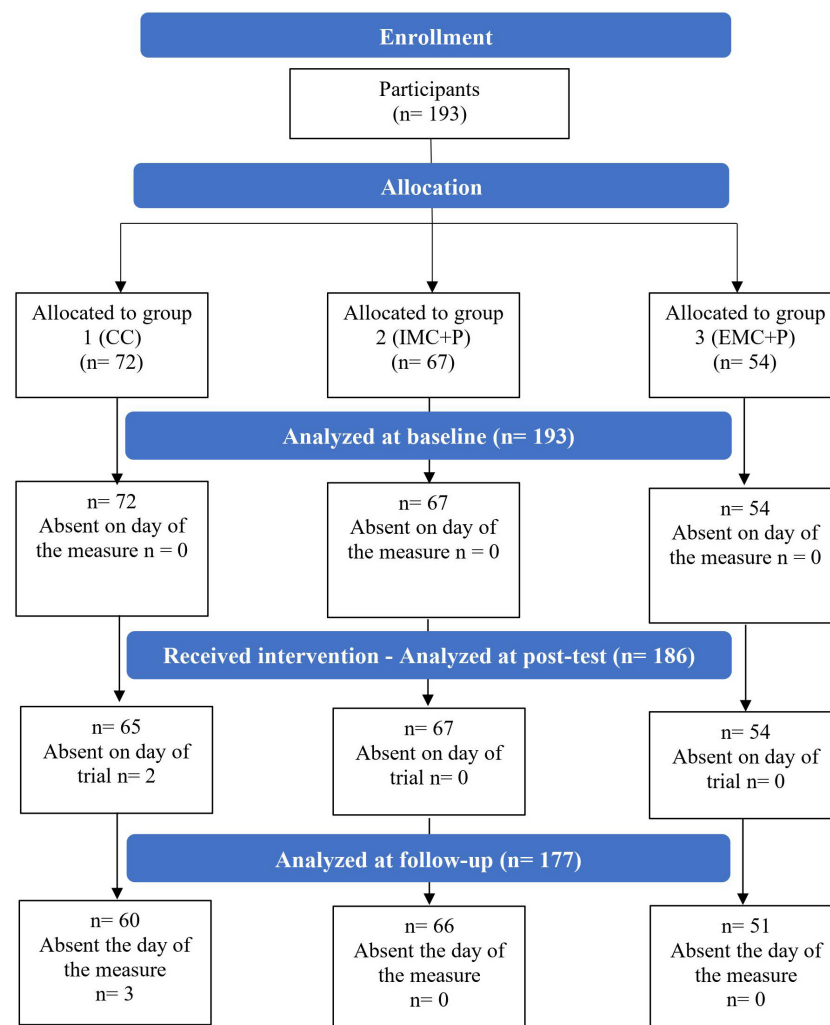 Enrollment
Participants
(n= 193)
Allocation
Allocated to group
1 (CC)
(n= 72)
Allocated to group
2 (IMC+P)
(n= 67)
Allocated to group
3 (EMC+P)
(n= 54)
Analyzed at baseline (n= 193)
n= 72
Absent on day of
the measure n = 0
n= 67
Absent on day of
the measure n= 0
n= 54
Absent on day of
the measure n= 0
Received intervention - Analyzed at post-test (n= 186)
n= 65
Absent on day of
trial n= 2
n= 67
Absent on day of
trial n= 0
n= 54
Absent on day of
trial n= 0
Analyzed at follow-up (n= 177)
n= 60
Absent the day of
the measure
n = 3
n= 66
Absent the day of
the measure
n= 0
n= 51
Absent the day of
the measure
n= 0